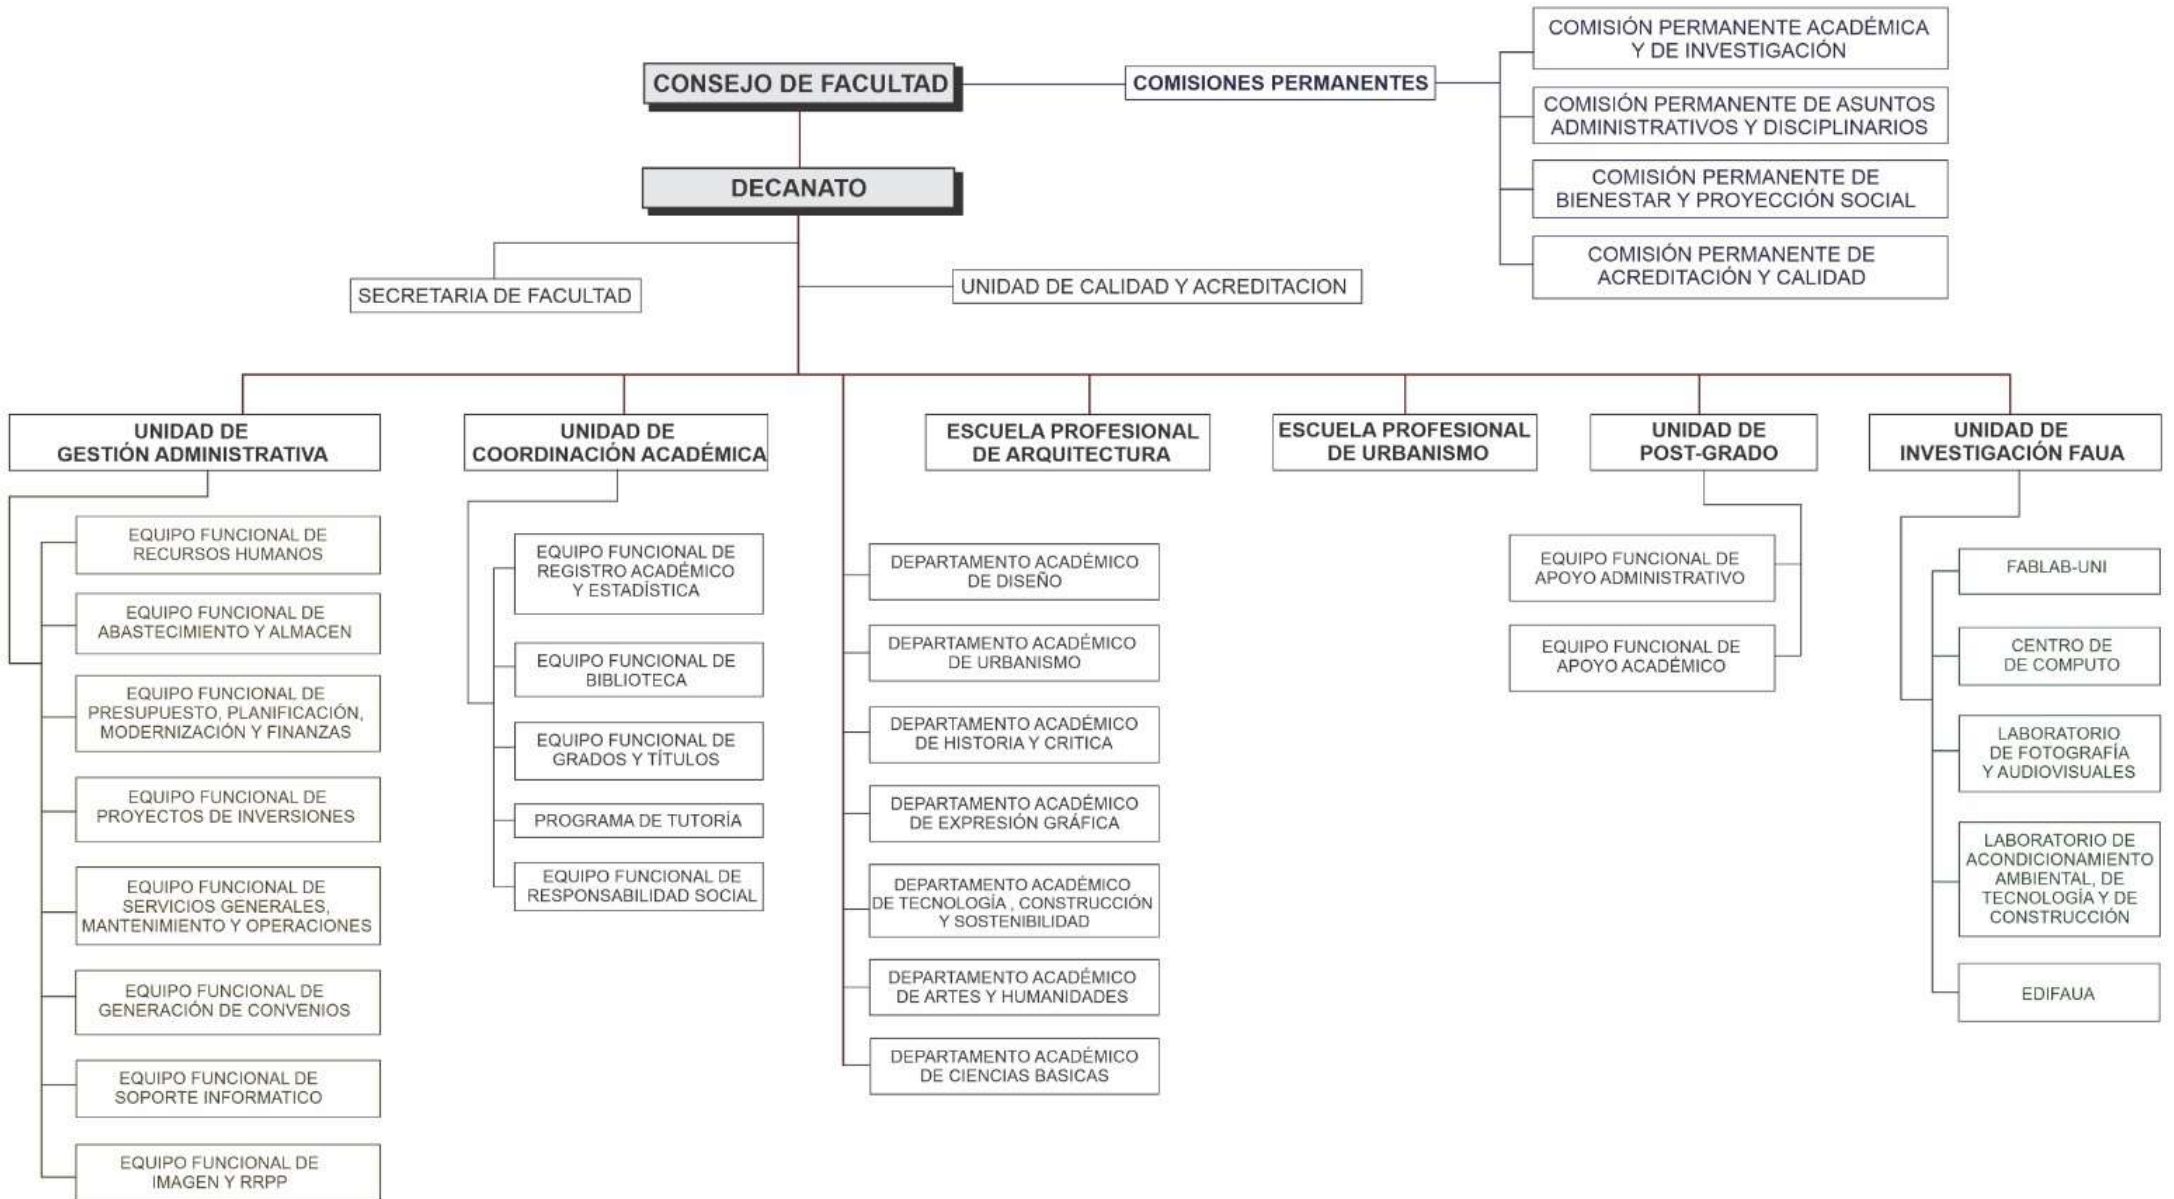 CONSEJO DE FACULTAD
COMISIONES PERMANENTES
COMISIÓN PERMANENTE ACADÉMICA
Y DE INVESTIGACIÓN
COMISIÓN PERMANENTE DE ASUNTOS
ADMINISTRATIVOS Y DISCIPLINARIOS
COMISIÓN PERMANENTE DE
BIENESTAR Y PROYECCIÓN SOCIAL
COMISIÓN PERMANENTE DE
ACREDITACIÓN Y CALIDAD
DECANATO
SECRETARIA DE FACULTAD
UNIDAD DE CALIDAD Y ACREDITACION
UNIDAD DE
GESTIÓN ADMINISTRATIVA
EQUIPO FUNCIONAL DE
RECURSOS HUMANOS
EQUIPO FUNCIONAL DE
ABASTECIMIENTO Y ALMACEN
EQUIPO FUNCIONAL DE
PRESUPUESTO, PLANIFICACIÓN,
MODERNIZACIÓN Y FINANZAS
EQUIPO FUNCIONAL DE
PROYECTOS DE INVERSIONES
EQUIPO FUNCIONAL DE
SERVICIOS GENERALES,
MANTENIMIENTO Y OPERACIONES
EQUIPO FUNCIONAL DE
GENERACIÓN DE CONVENIOS
EQUIPO FUNCIONAL DE
SOPORTE INFORMATICO
EQUIPO FUNCIONAL DE
IMAGEN Y RRPP
UNIDAD DE
COORDINACIÓN ACADÉMICA
EQUIPO FUNCIONAL DE
REGISTRO ACADÉMICO
Y ESTADÍSTICA
EQUIPO FUNCIONAL DE
BIBLIOTECA
EQUIPO FUNCIONAL DE
GRADOS Y TÍTULOS
PROGRAMA DE TUTORÍA
EQUIPO FUNCIONAL DE
RESPONSABILIDAD SOCIAL
DEPARTAMENTO ACADÉMICO
DE DISEÑO
DEPARTAMENTO ACADÉMICO
DE URBANISMO
DEPARTAMENTO ACADÉMICO
DE HISTORIA Y CRITICA
DEPARTAMENTO ACADÉMICO
DE EXPRESIÓN GRÁFICA
DEPARTAMENTO ACADÉMICO
DE TECNOLOGÍA , CONSTRUCCIÓN
Y SOSTENIBILIDAD
DEPARTAMENTO ACADÉMICO
DE ARTES Y HUMANIDADES
DEPARTAMENTO ACADÉMICO
DE CIENCIAS BASICAS
ESCUELA PROFESIONAL
DE ARQUITECTURA
ESCUELA PROFESIONAL
DE URBANISMO
UNIDAD DE
POST-GRADO
EQUIPO FUNCIONAL DE
APOYO ADMINISTRATIVO
EQUIPO FUNCIONAL DE
APOYO ACADÉMICO
UNIDAD DE
INVESTIGACIÓN FAUA
FABLAB-UNI
CENTRO DE
DE COMPUTO
LABORATORIO
DE FOTOGRAFÍA
Y AUDIOVISUALES
LABORATORIO DE
ACONDICIONAMIENTO
AMBIENTAL, DE
TECNOLOGÍA Y DE
CONSTRUCCIÓN
EDIFAUA